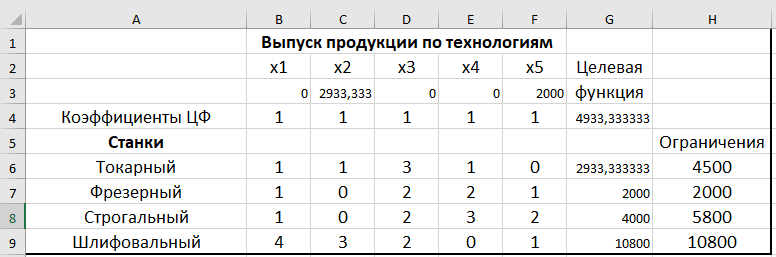 A B C D E F G H
1 Выпуск продукции по технологиям
2 x1 x2 x3 x4 x5 Целевая
3 0 2933,333 0 0 2000 функция
4 Коэффициенты ЦФ 1 1 1 1 1 4933,333333
5 Станки Ограничения
6 Токарный 1 1 3 1 0 2933,333333 4500
7 Фрезерный 1 0 2 2 1 2000 2000
8 Строгальный 1 0 2 3 2 4000 5800
9 Шлифовальный 4 3 2 0 1 10800 10800